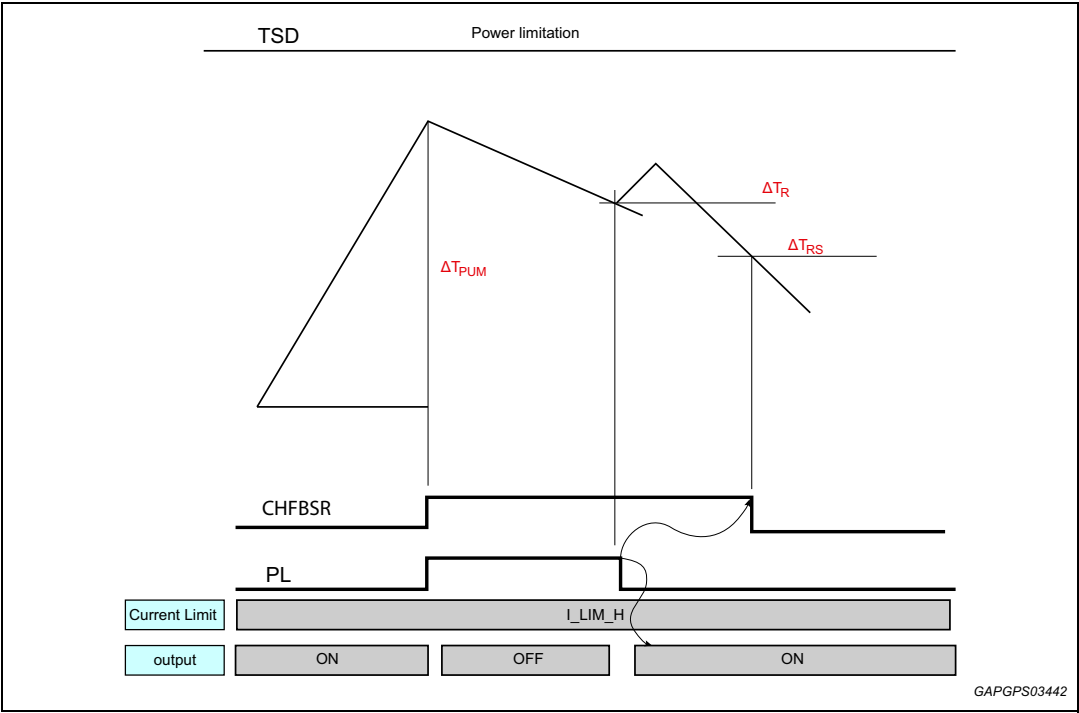 TSD
Power limitation
ΔTR
ΔTRS
ΔTPUM
CHFBSR
PL
Current Limit
I_LIM_H
output
ON
OFF
ON
GAPGPS03442